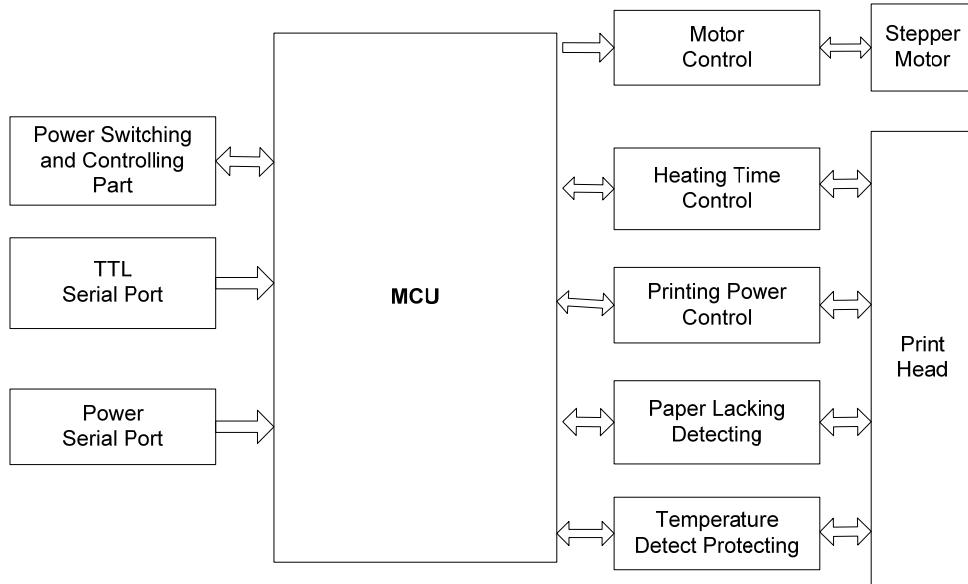 Power Switching
and Controlling
Part
TTL
Serial Port
Power
Serial Port
MCU
Motor
Control
Stepper
Motor
Heating Time
Control
Printing Power
Control
Paper Lacking
Detecting
Temperature
Detect Protecting
Print
Head